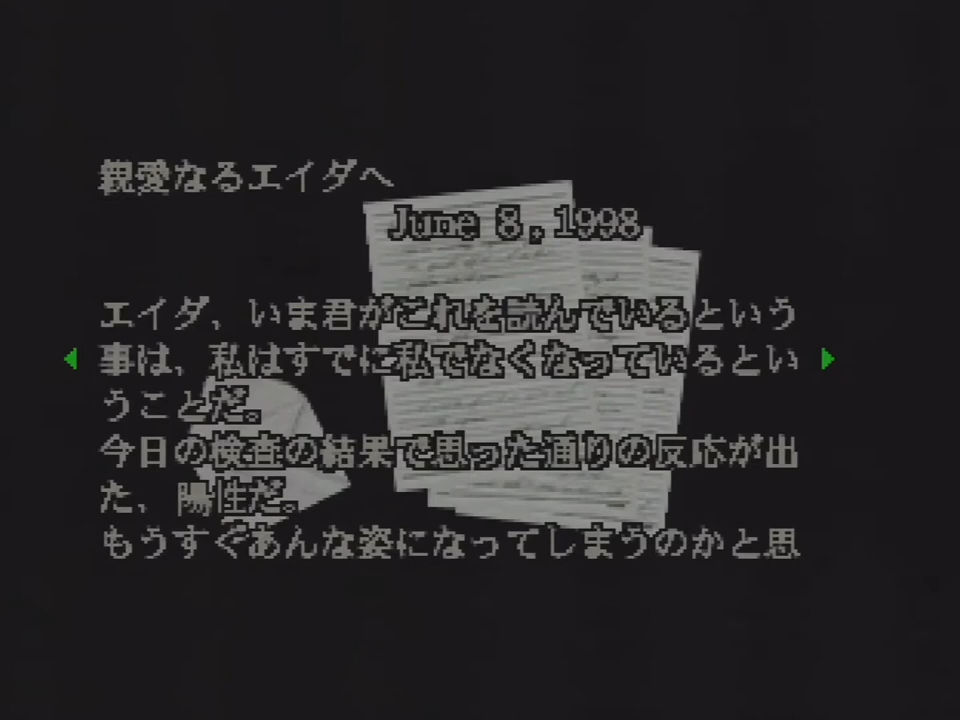 親愛なるエイダへ
June 8,1998
エイダ、いま君がこれを読んでいるという
事は、私はすでに私でなくなっているとい
うことだ。
今日の検査の結果で思った通りの反応が出
た、陽性だ。
もうすぐあんな姿になってしまうのかと思